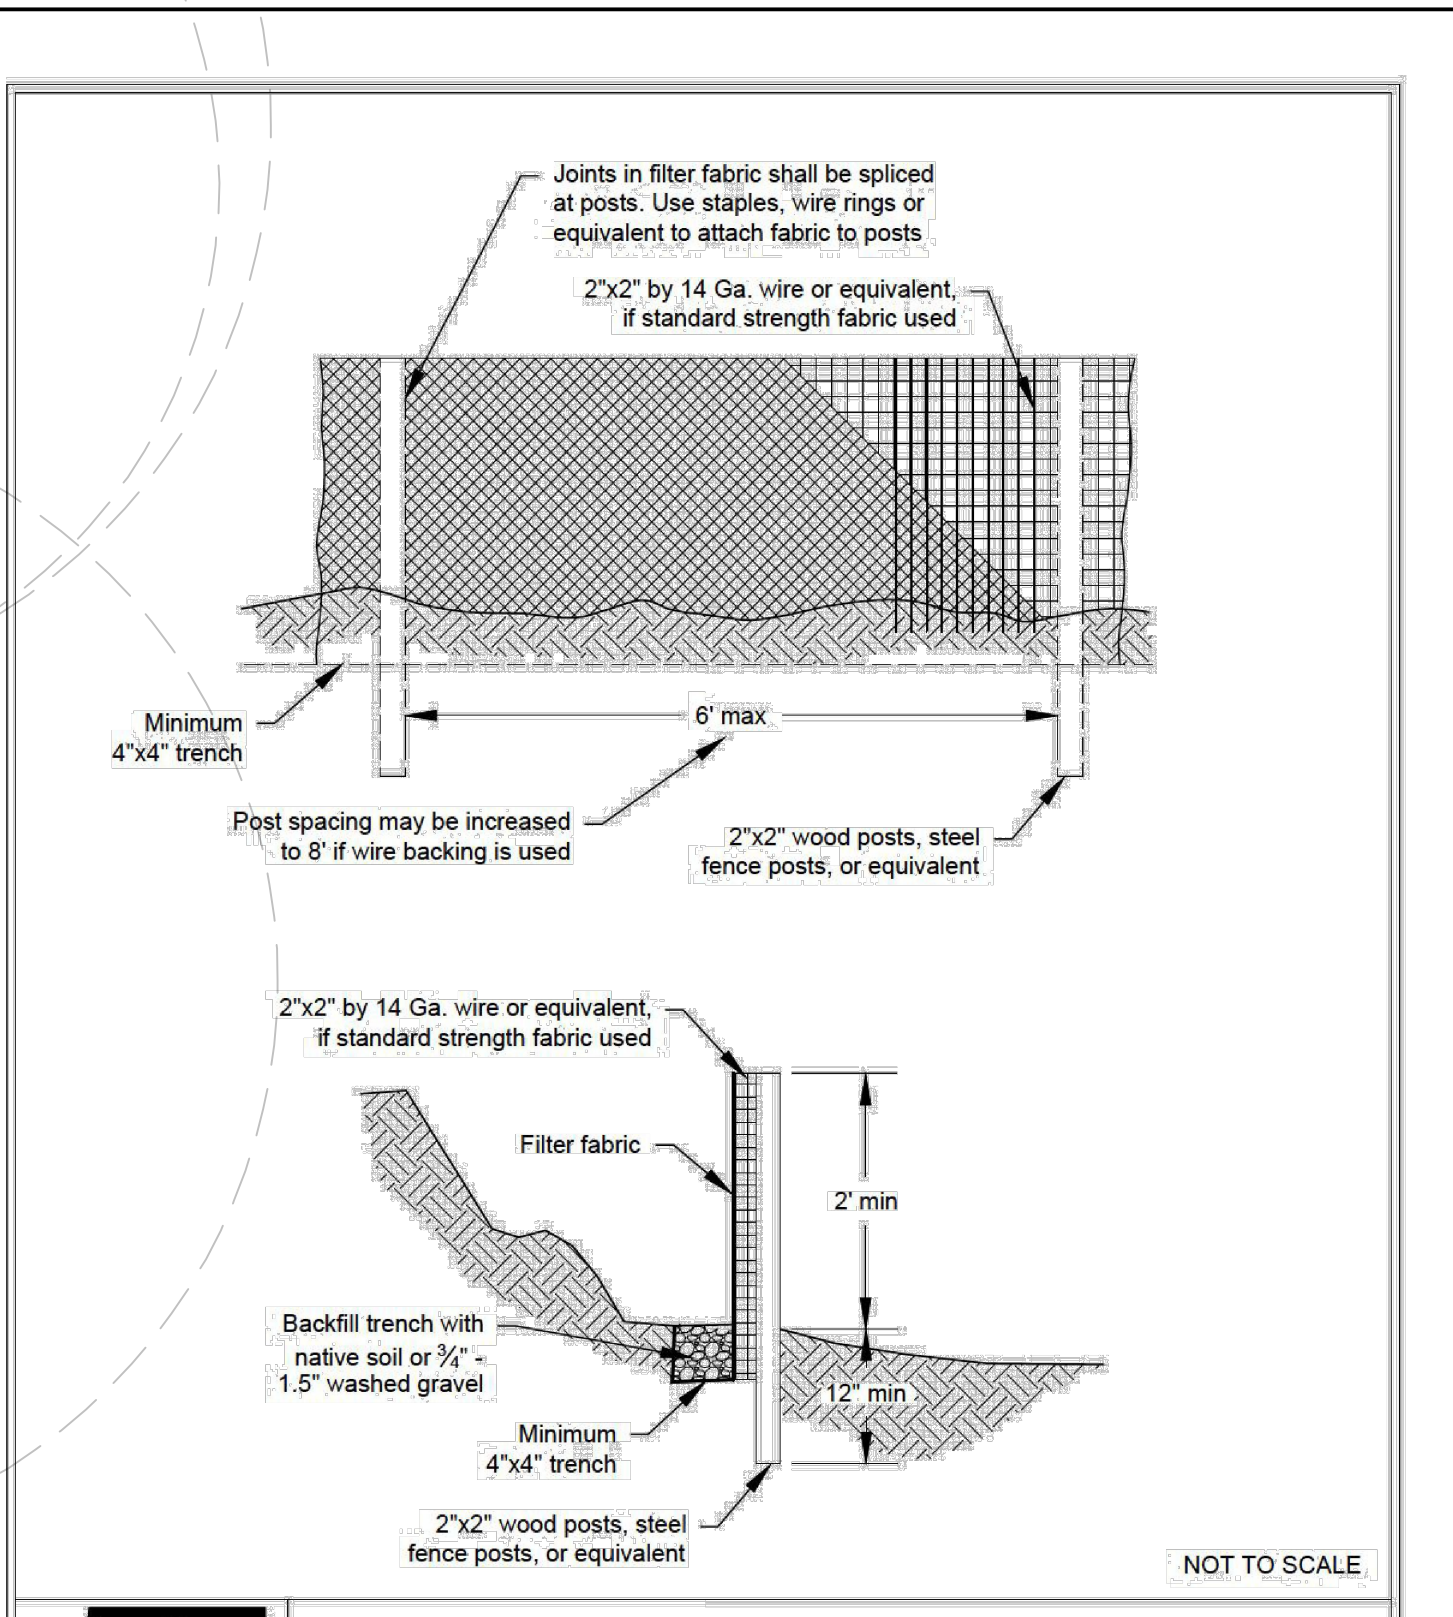 Joints in filter fabric shall be spliced
at posts. Use staples, wire rings or
equivalent to attach fabric to posts
2"x2" by 14 Ga. wire or equivalent,
if standard strength fabric used
Minimum
4"x4" trench
6' max
Post spacing may be increased
to 8' if wire backing is used
2"x2" wood posts, steel
fence posts, or equivalent
2"x2" by 14 Ga. wire or equivalent,
if standard strength fabric used
Filter fabric
2' min
Backfill trench with
native soil or ¾" -
1.5" washed gravel
12" min
Minimum
4"x4" trench
2"x2" wood posts, steel
fence posts, or equivalent
NOT TO SCALE